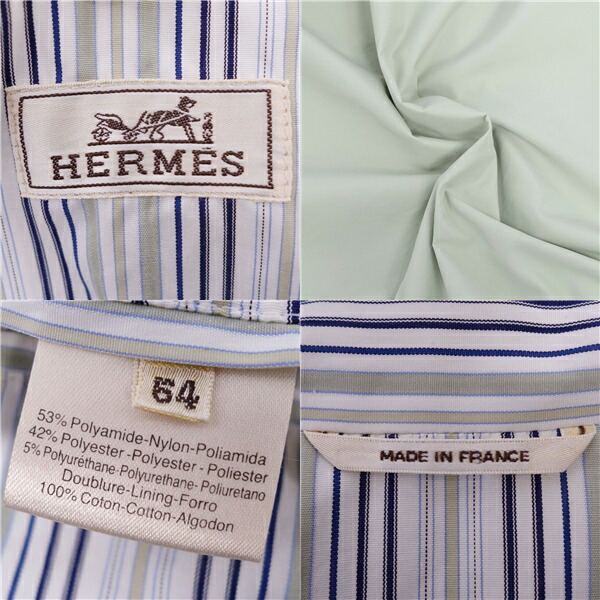 HERMES
54
53% Polyamide-Nylon-Poliamida
42% Polyester-Polyester-Poliester
5% Polyuréthane-Polyurethane-Poliuretano
Doublure-Lining-Forro
100% Coton-Cotton-Algodon
MADE IN FRANCE